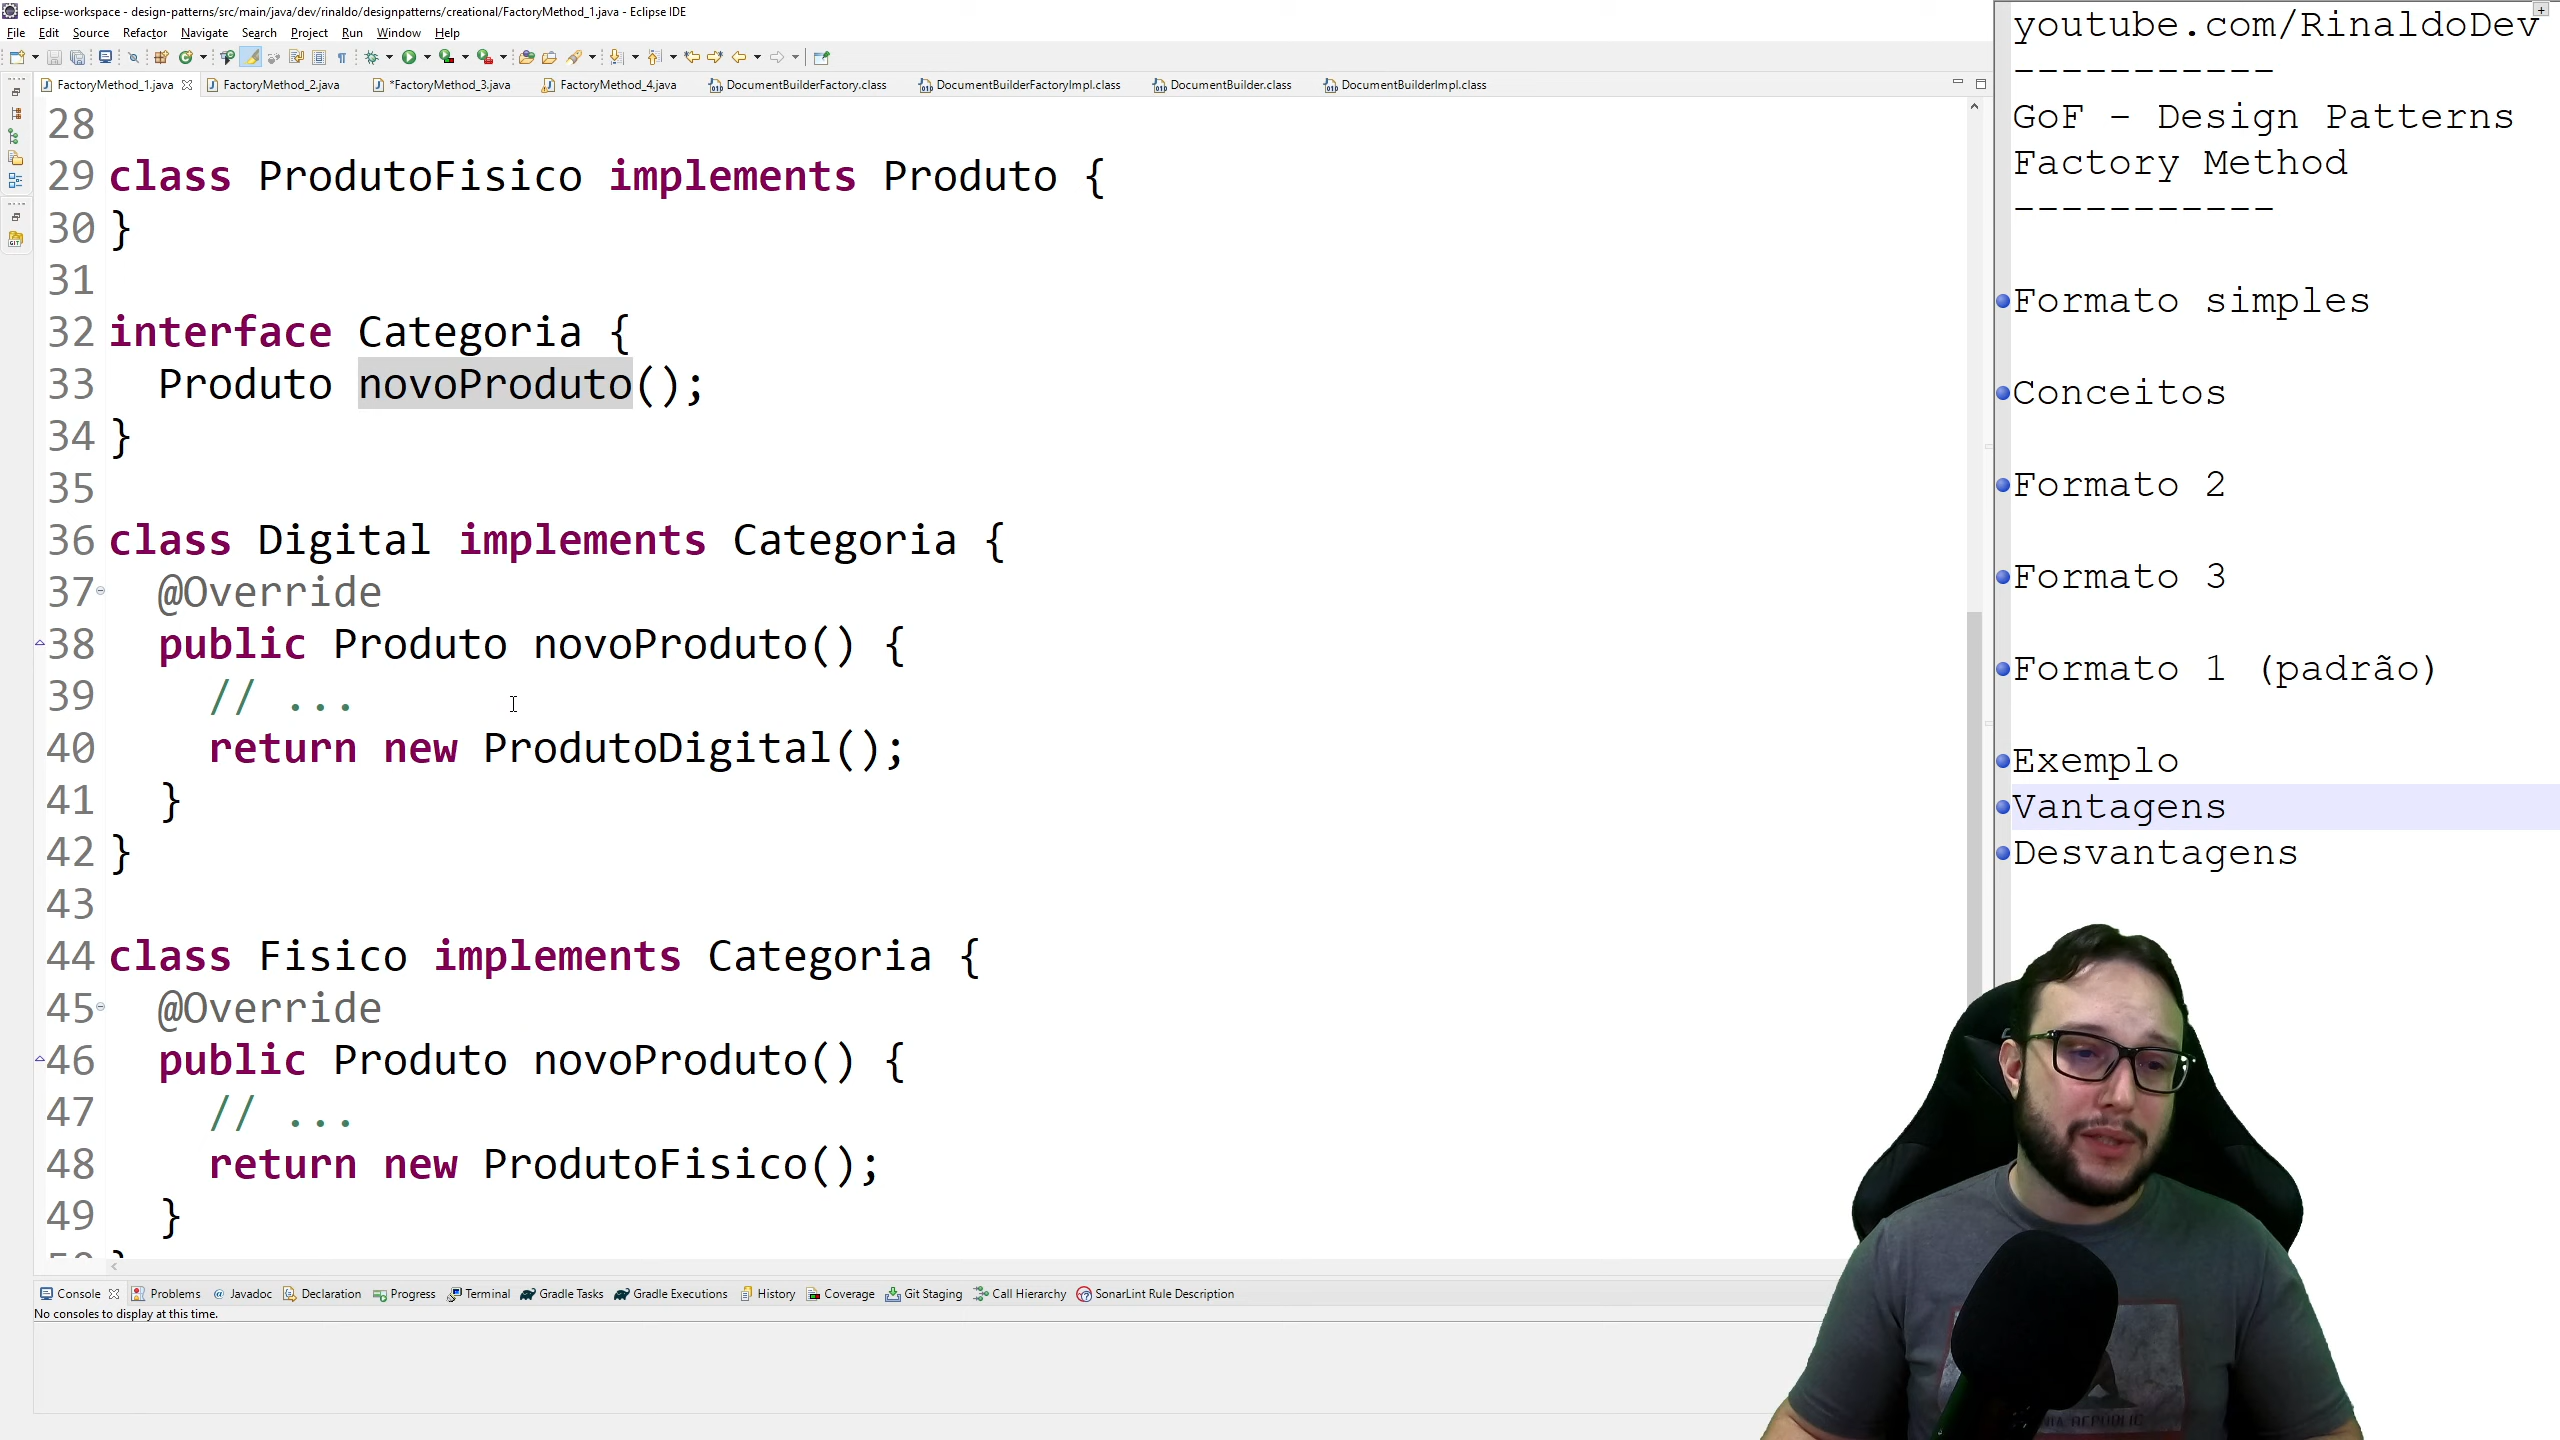 eclipse-workspace - design-patterns/src/main/java/dev/rinaldo/designpatterns/creational/FactoryMethod_1.java - Eclipse IDE
File Edit Source Refactor Navigate Search Project Run Window Help
FactoryMethod_1.java FactoryMethod_2.java *FactoryMethod_3.java FactoryMethod_4.java DocumentBuilderFactory.class DocumentBuilderFactoryImpl.class DocumentBuilder.class DocumentBuilderImpl.class
28
29 class ProdutoFisico implements Produto {
30 }
31
32 interface Categoria {
33 Produto novoProduto();
34 }
35
36 class Digital implements Categoria {
37 @Override
38 public Produto novoProduto() {
39 // ...
40 return new ProdutoDigital();
41 }
42 }
43
44 class Fisico implements Categoria {
45 @Override
46 public Produto novoProduto() {
47 // ...
48 return new ProdutoFisico();
49 }
Console Problems @ Javadoc Declaration Progress Terminal Gradle Tasks Gradle Executions History Coverage Git Staging Call Hierarchy SonarLint Rule Description
No consoles to display at this time.
youtube.com/RinaldoDev
-----------
GoF - Design Patterns
Factory Method
-----------
Formato simples
Conceitos
Formato 2
Formato 3
Formato 1 (padrão)
Exemplo
Vantagens
Desvantagens